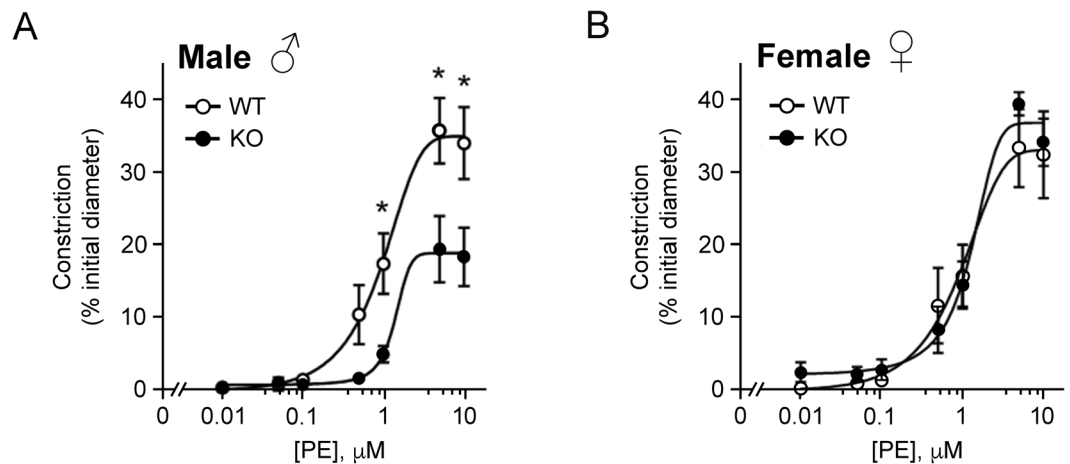 A
Male ♂
WT
KO
Constriction
(% initial diameter)
40
30
20
10
0
* * *
0 0.01 0.1 1 10
[PE], μM
B
Female ♀
WT
KO
Constriction
(% initial diameter)
40
30
20
10
0
0 0.01 0.1 1 10
[PE], μM